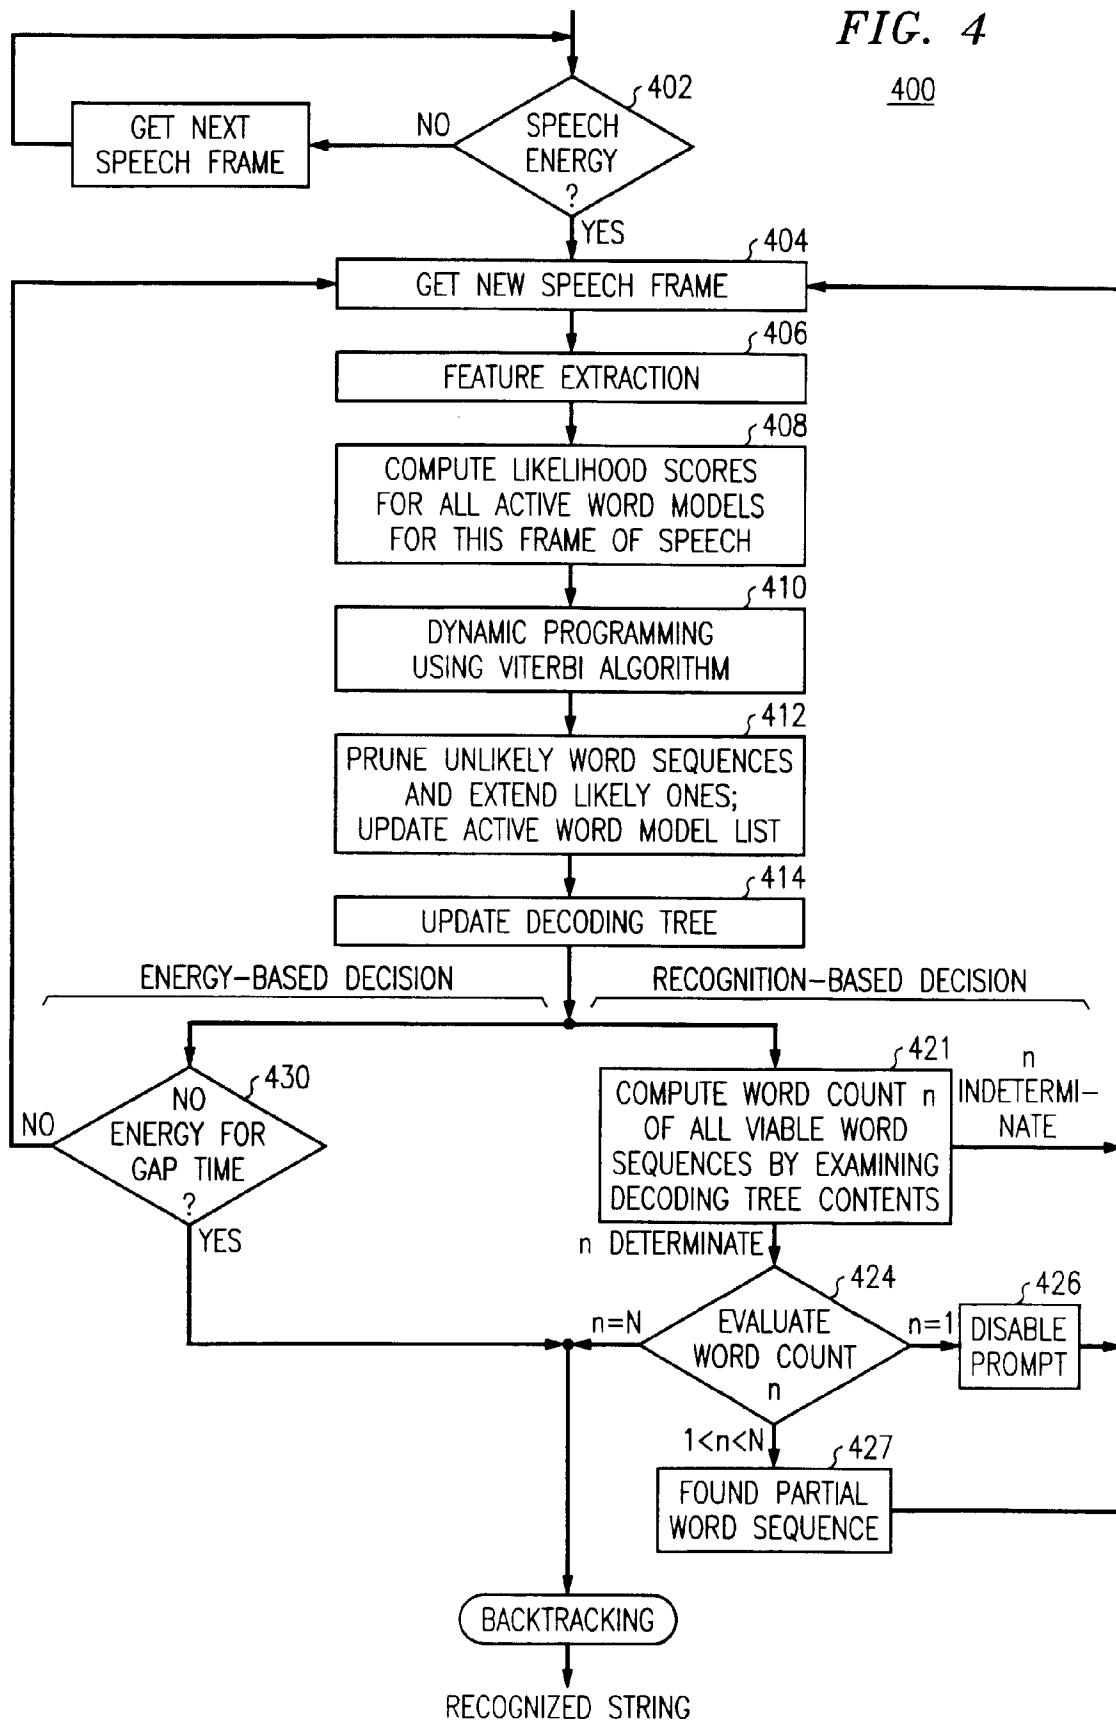 FIG. 4
400
402
SPEECH
ENERGY
?
NO
GET NEXT
SPEECH FRAME
YES
404
GET NEW SPEECH FRAME
406
FEATURE EXTRACTION
408
COMPUTE LIKELIHOOD SCORES
FOR ALL ACTIVE WORD MODELS
FOR THIS FRAME OF SPEECH
410
DYNAMIC PROGRAMMING
USING VITERBI ALGORITHM
412
PRUNE UNLIKELY WORD SEQUENCES
AND EXTEND LIKELY ONES;
UPDATE ACTIVE WORD MODEL LIST
414
UPDATE DECODING TREE
ENERGY-BASED DECISION
RECOGNITION-BASED DECISION
430
NO
ENERGY FOR
GAP TIME
?
NO
YES
421
COMPUTE WORD COUNT n
OF ALL VIABLE WORD
SEQUENCES BY EXAMINING
DECODING TREE CONTENTS
n
INDETERMI-
NATE
n DETERMINATE
424
EVALUATE
WORD COUNT
n
n=N
n=1
426
DISABLE
PROMPT
1<n<N
427
FOUND PARTIAL
WORD SEQUENCE
BACKTRACKING
RECOGNIZED STRING